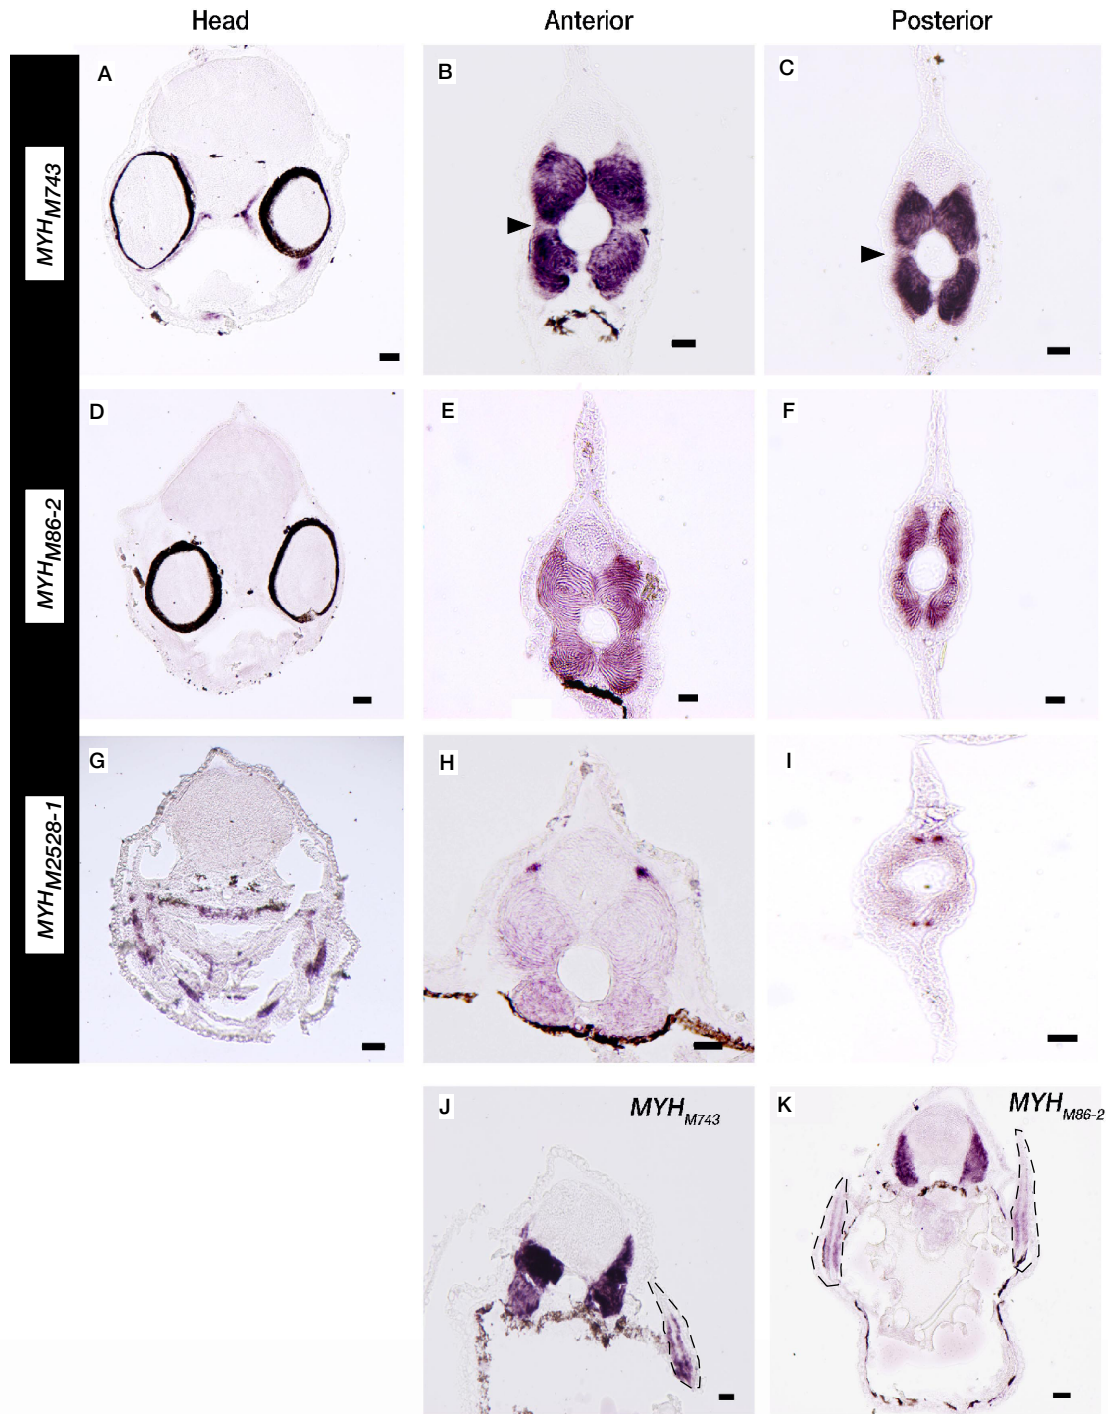 Head Anterior Posterior
MYHM743
A B C
MYHM86-2
D E F
MYHM2528-1
G H I
J MYHM743 K MYHM86-2